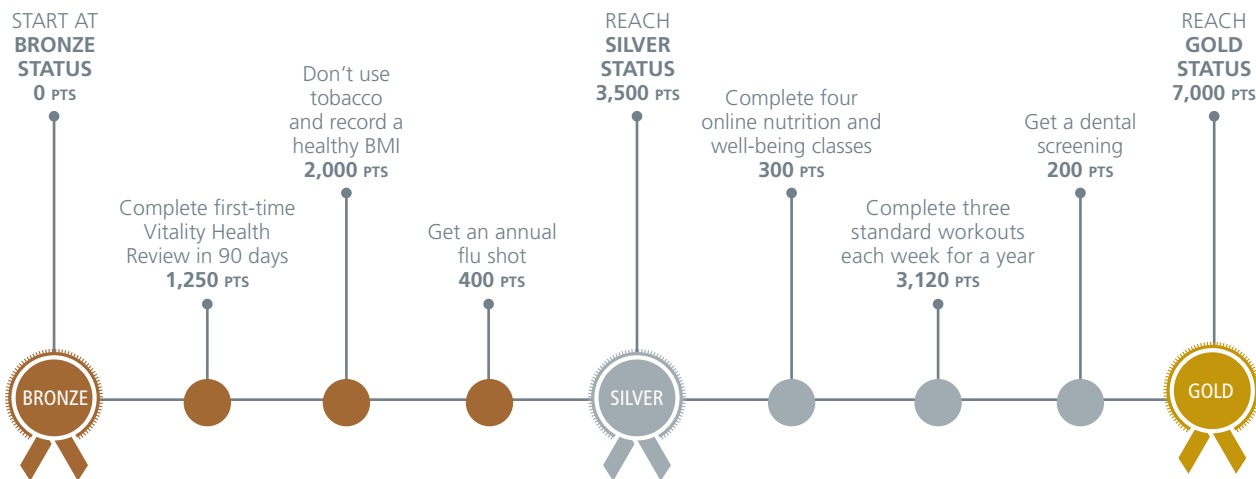 START AT
BRONZE
STATUS
0 PTS
Complete first-time
Vitality Health
Review in 90 days
1,250 PTS
Don’t use
tobacco
and record a
healthy BMI
2,000 PTS
Get an annual
flu shot
400 PTS
REACH
SILVER
STATUS
3,500 PTS
Complete four
online nutrition and
well-being classes
300 PTS
Complete three
standard workouts
each week for a year
3,120 PTS
Get a dental
screening
200 PTS
REACH
GOLD
STATUS
7,000 PTS
BRONZE
SILVER
GOLD